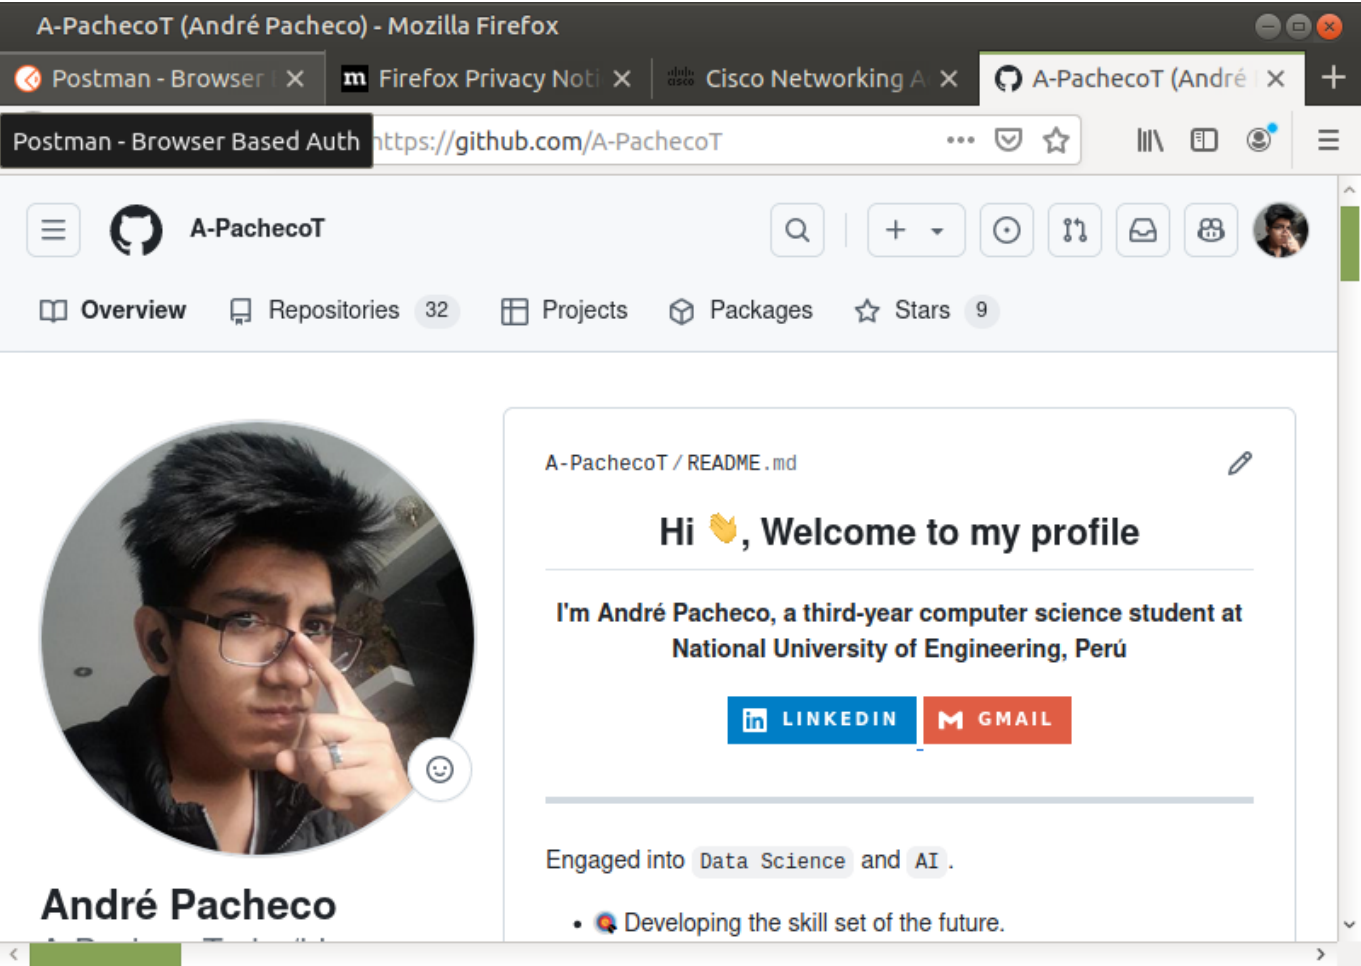 A-PachecoT (André Pacheco) - Mozilla Firefox
Postman - Browser
Firefox Privacy Noti
Cisco Networking A
A-PachecoT (André
Postman - Browser Based Auth
https://github.com/A-PachecoT
A-PachecoT
Overview
Repositories 32
Projects
Packages
Stars 9
A-PachecoT/README.md
Hi 👋, Welcome to my profile
I'm André Pacheco, a third-year computer science student at
National University of Engineering, Perú
LINKEDIN
GMAIL
Engaged into Data Science and AI.
• 🎯 Developing the skill set of the future.
André Pacheco